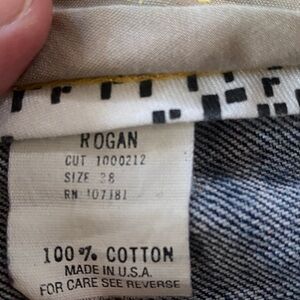 ROGAN
CUT 1000212
SIZE 28
RN 107181
100% COTTON
MADE IN U.S.A.
FOR CARE SEE REVERSE